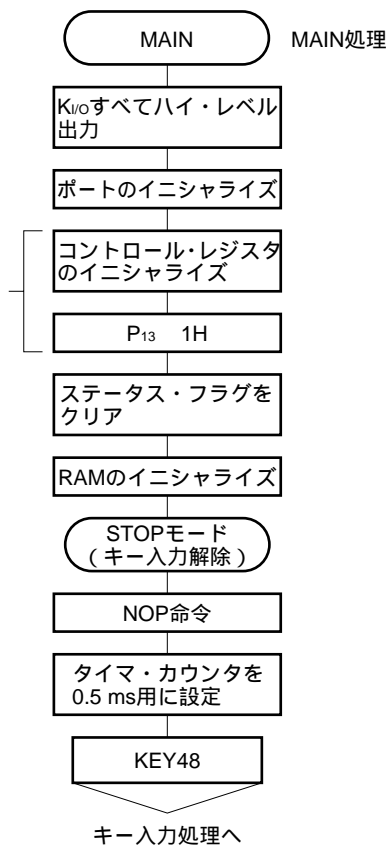 MAIN
MAIN処理
KI/Oすべてハイ・レベル
出力
ポートのイニシャライズ
コントロール・レジスタ
のイニシャライズ
P13 1H
ステータス・フラグを
クリア
RAMのイニシャライズ
STOPモード
(キー入力解除)
NOP命令
タイマ・カウンタを
0.5 ms用に設定
KEY48
キー入力処理へ